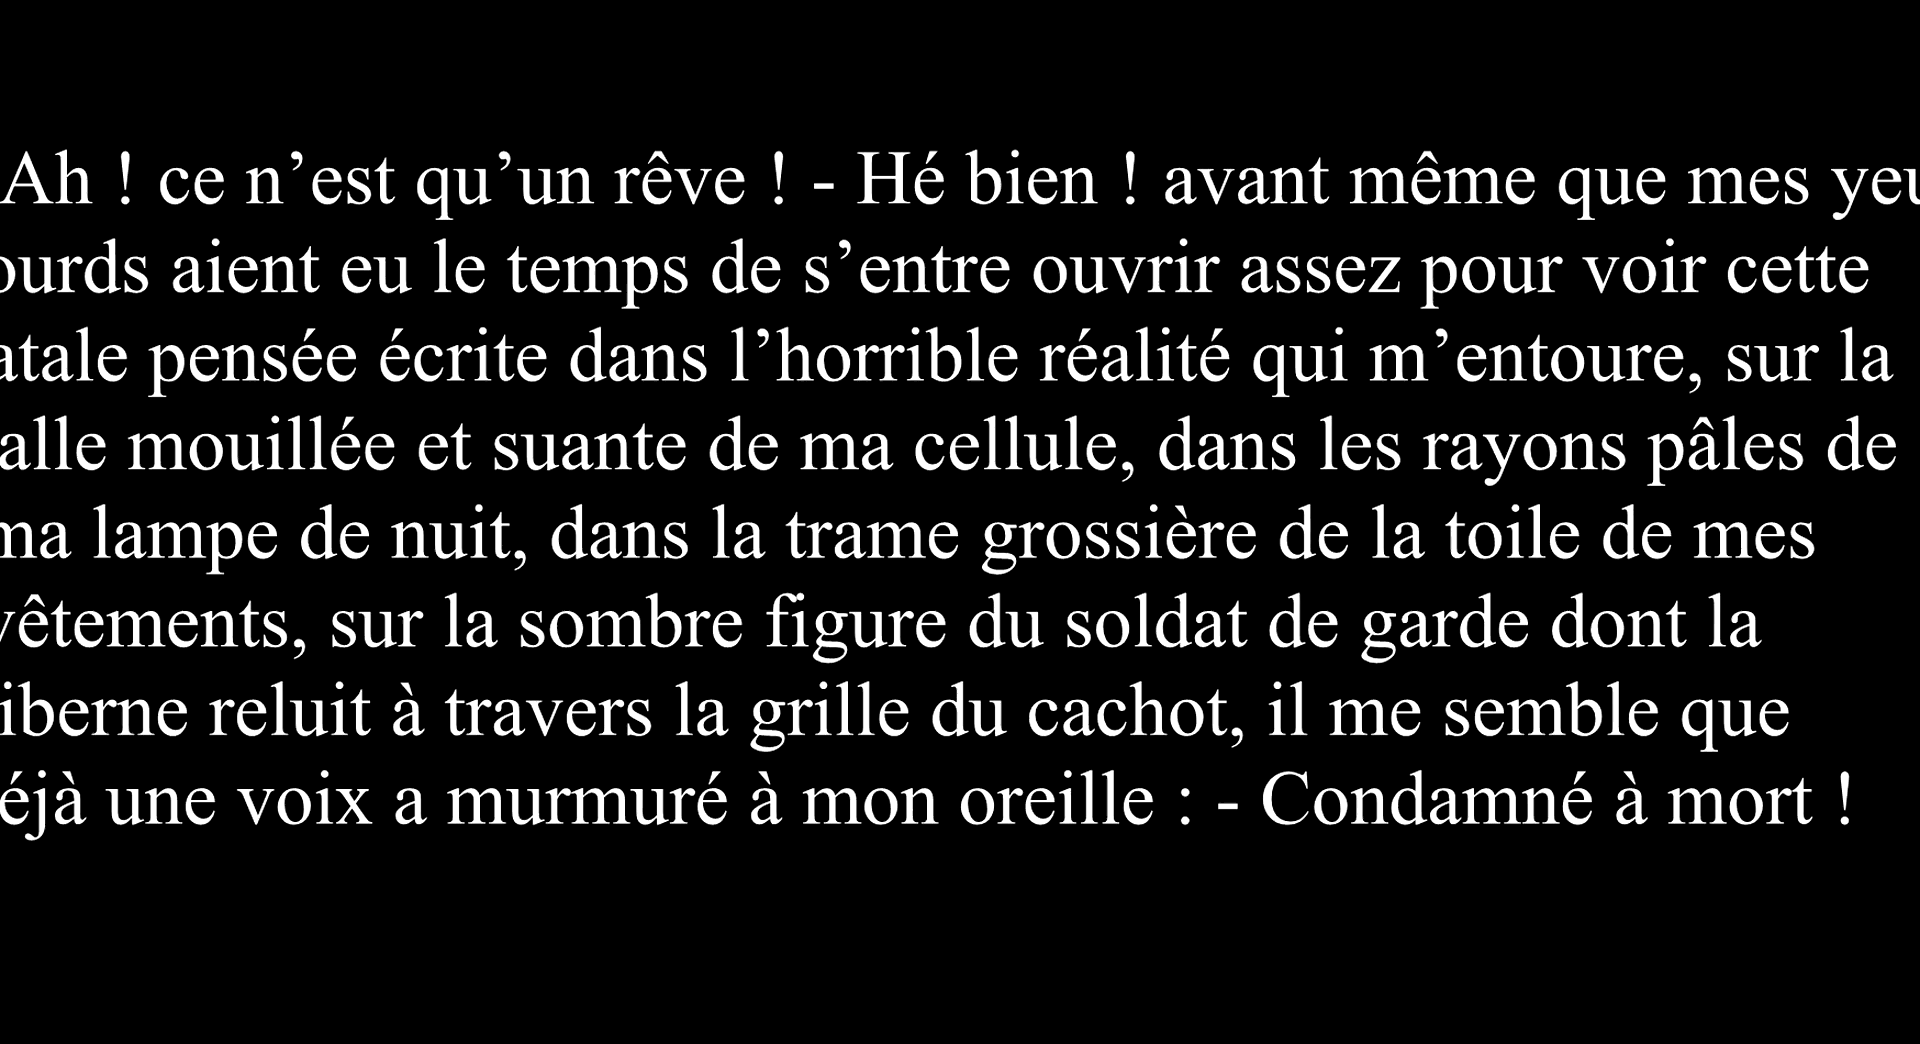 Ah ! ce n’est qu’un rêve ! - Hé bien ! avant même que mes yeu
ourds aient eu le temps de s’entre ouvrir assez pour voir cette
atale pensée écrite dans l’horrible réalité qui m’entoure, sur la
alle mouillée et suante de ma cellule, dans les rayons pâles de
ma lampe de nuit, dans la trame grossière de la toile de mes
vêtements, sur la sombre figure du soldat de garde dont la
iberne reluit à travers la grille du cachot, il me semble que
éjà une voix a murmuré à mon oreille : - Condamné à mort !